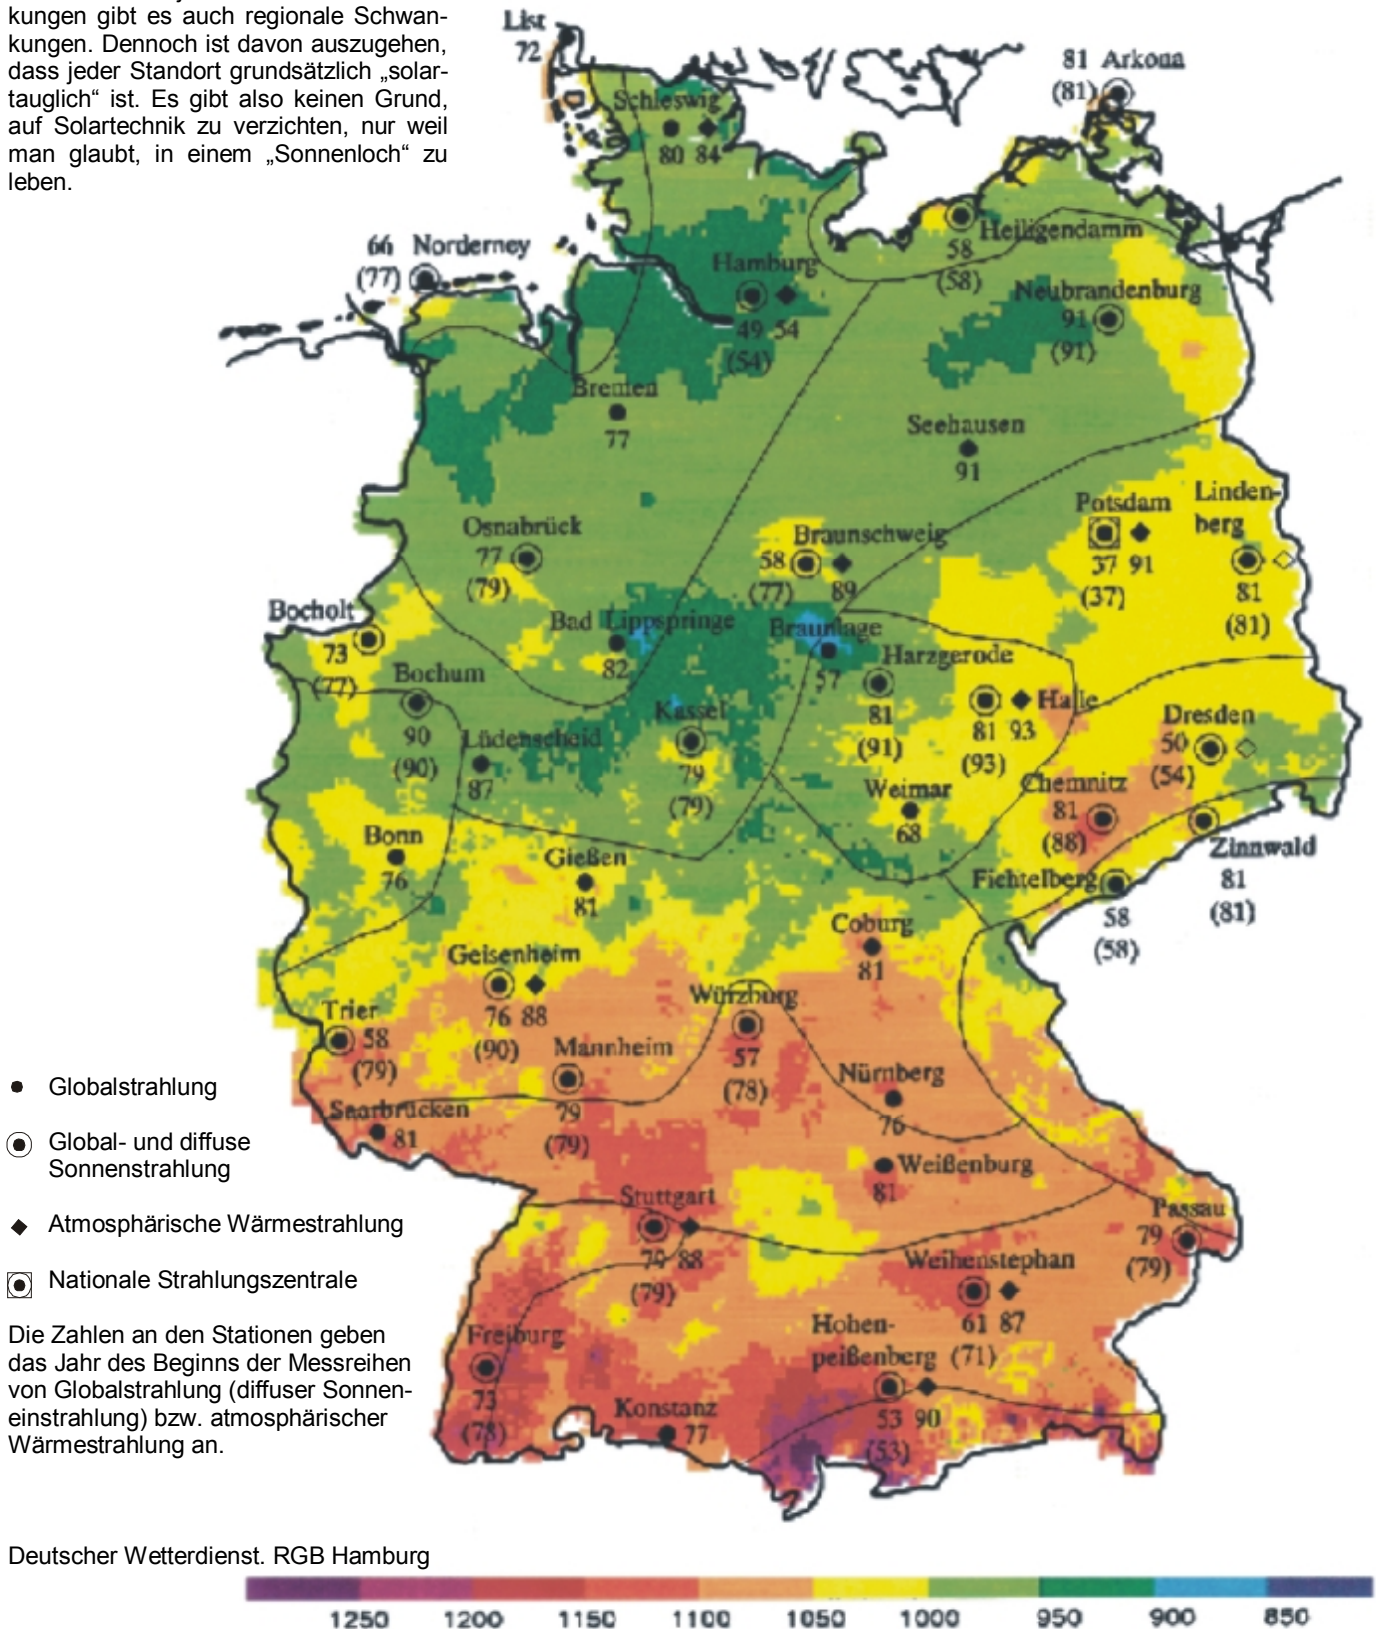 kungen gibt es auch regionale Schwan-
kungen. Dennoch ist davon auszugehen,
dass jeder Standort grundsätzlich „solar-
tauglich“ ist. Es gibt also keinen Grund,
auf Solartechnik zu verzichten, nur weil
man glaubt, in einem „Sonnenloch“ zu
leben.
List
72
81 Arkona
(81)
Schleswig
80 84
66 Norderney
(77)
Heiligendamm
58
(58)
Hamburg
49 54
(54)
Neubrandenburg
91
(91)
Bremen
77
Seehausen
91
Osnabrück
77
(79)
Braunschweig
58
(77)
89
Potsdam
37 91
(37)
Linden-
berg
81
(81)
Bocholt
73
(77)
Bad Lippspringe
82
Braunlage
57
Harzgerode
81
(91)
Halle
81 93
(93)
Bochum
90
(90)
Lüdenscheid
87
Kassel
79
(79)
Dresden
50
(54)
Weimar
68
Chemnitz
81
(88)
Zinnwald
81
(81)
Bonn
76
Gießen
81
Fichtelberg
58
(58)
Coburg
81
Geisenheim
76 88
(90)
Würzburg
57
(78)
Trier
58
(79)
Mannheim
79
(79)
Nürnberg
76
Saarbrücken
81
Weißenburg
81
Stuttgart
79 88
(79)
Passau
79
(79)
Weihenstephan
61 87
(71)
Freiburg
73
Hohen-
peißenberg
53 90
(53)
Konstanz
77
Globalstrahlung
Global- und diffuse
Sonnenstrahlung
Atmosphärische Wärmestrahlung
Nationale Strahlungszentrale
Die Zahlen an den Stationen geben
das Jahr des Beginns der Messreihen
von Globalstrahlung (diffuser Sonnen-
einstrahlung) bzw. atmosphärischer
Wärmestrahlung an.
Deutscher Wetterdienst. RGB Hamburg
1250 1200 1150 1100 1050 1000 950 900 850